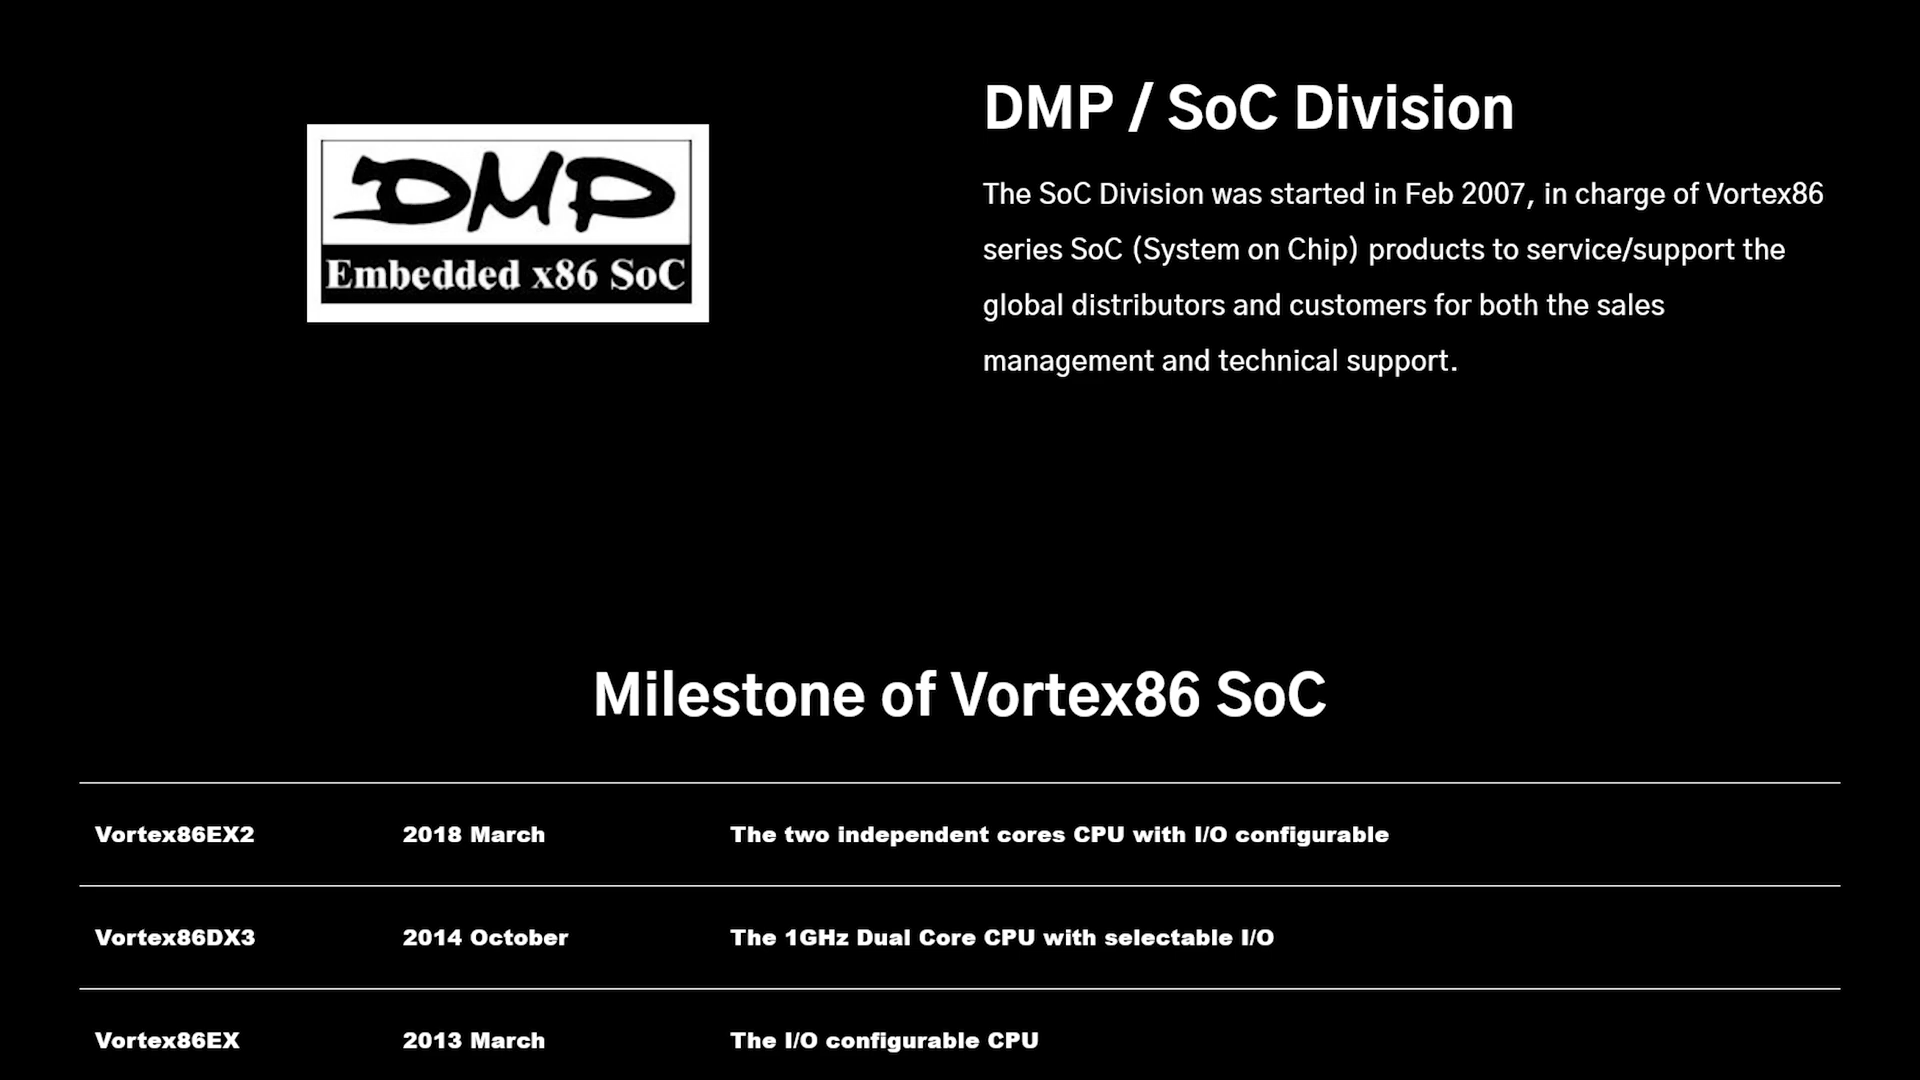 DMP
Embedded x86 SoC
DMP / SoC Division
The SoC Division was started in Feb 2007, in charge of Vortex86
series SoC (System on Chip) products to service/support the
global distributors and customers for both the sales
management and technical support.
Milestone of Vortex86 SoC
Vortex86EX2 2018 March The two independent cores CPU with I/O configurable
Vortex86DX3 2014 October The 1GHz Dual Core CPU with selectable I/O
Vortex86EX 2013 March The I/O configurable CPU